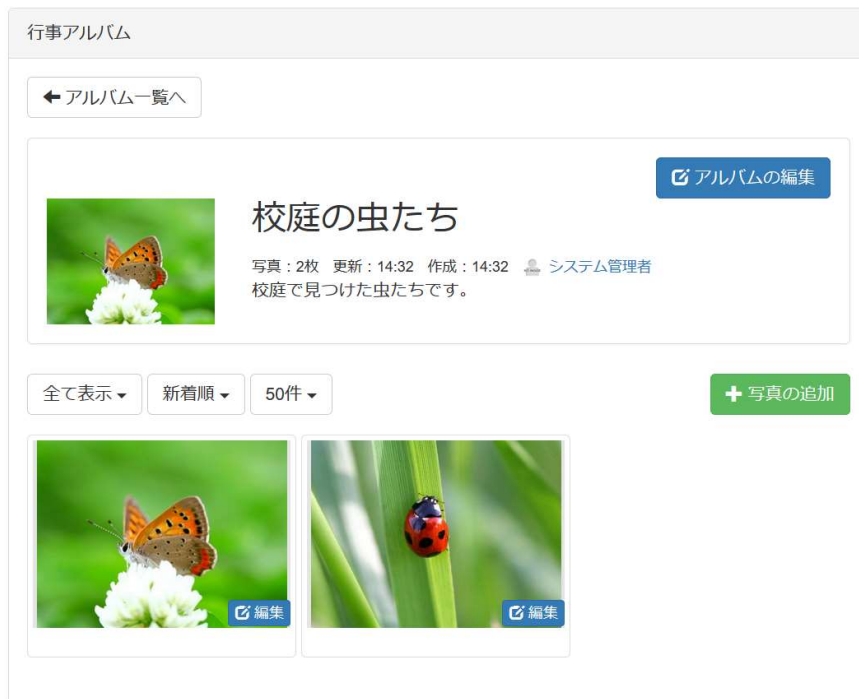 行事アルバム
アルバム一覧へ
アルバムの編集
校庭の虫たち
写真：2枚 更新：14:32 作成：14:32 システム管理者
校庭で見つけた虫たちです。
全て表示 新着順 50件 写真の追加
編集 編集